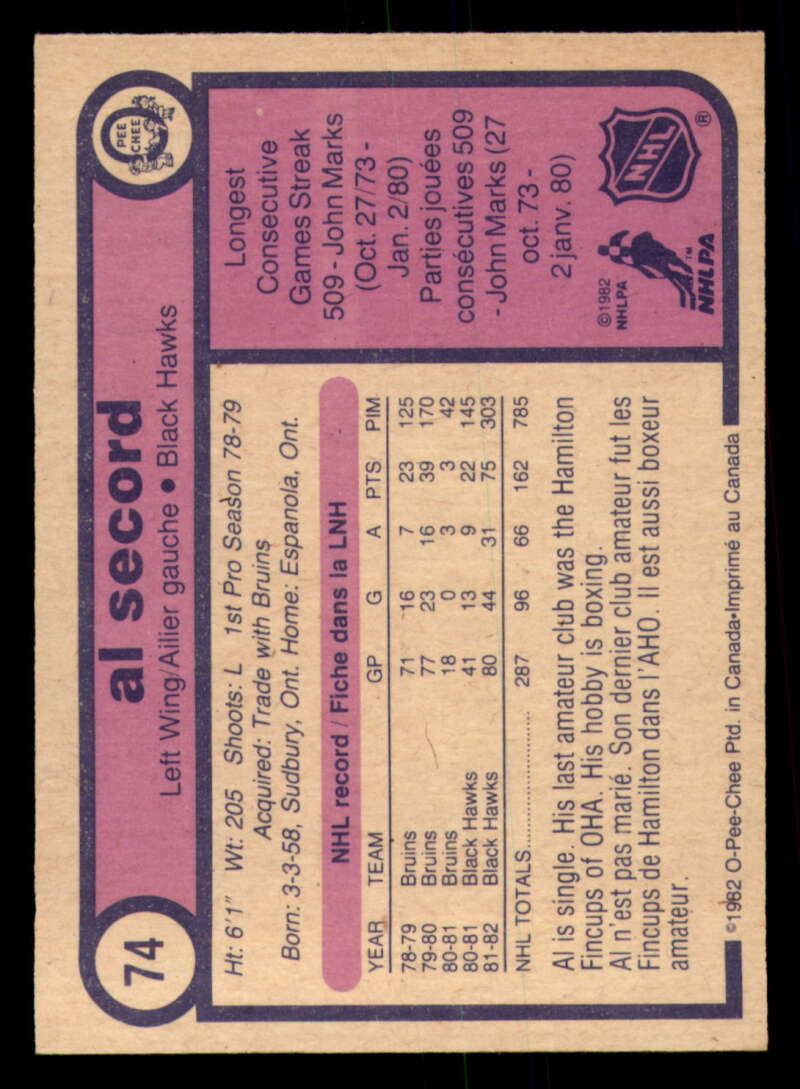 74
al second
Left Wing/Ailier gauche • Black Hawks
O PEE CHEE
Ht: 6'1" Wt: 205 Shoots: L 1st Pro Season 78-79
Acquired: Trade with Bruins
Born: 3-3-58, Sudbury, Ont. Home: Espanola, Ont.
NHL record / Fiche dans la LNH
YEAR TEAM GP G A PTS PIM
78-79 Bruins 71 16 7 23 125
79-80 Bruins 77 23 16 39 170
80-81 Bruins 18 0 3 3 42
80-81 Black Hawks 41 13 9 22 145
81-82 Black Hawks 80 44 31 75 303
NHL TOTALS.................... 287 96 66 162 785
Al is single. His last amateur club was the Hamilton
Fincups of OHA. His hobby is boxing.
Al n'est pas marié. Son dernier club amateur fut les
Fincups de Hamilton dans l'AHO. Il est aussi boxeur
amateur.
Longest
Consecutive
Games Streak
509 - John Marks
(Oct. 27/73 -
Jan. 2/80)
Parties jouées
consécutives 509
- John Marks (27
oct. 73 -
2 janv. 80)
©1982
NHLPA
NHLPA™
NHL®
©1982 O-Pee-Chee Ptd. in Canada•Imprimé au Canada